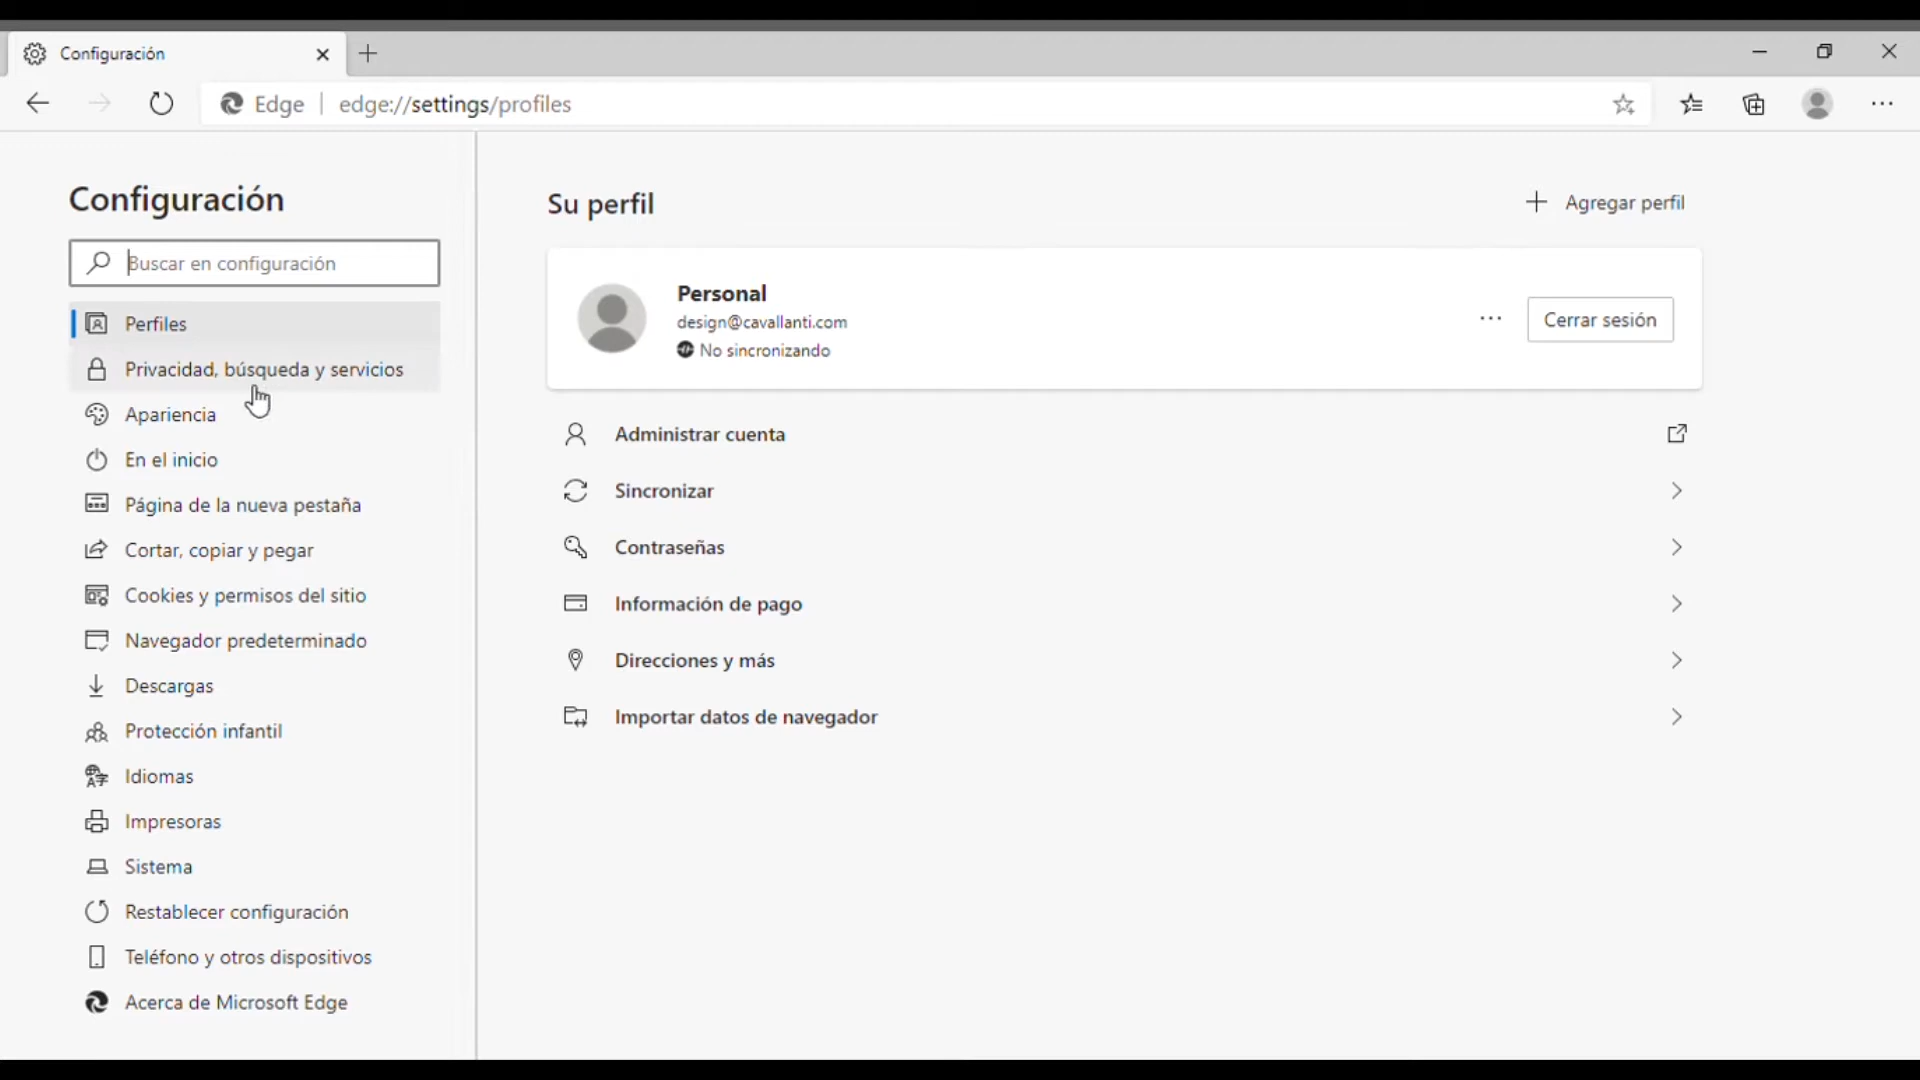 Configuración
Edge
edge://settings/profiles
Configuración
Buscar en configuración
Perfiles
Privacidad, búsqueda y servicios
Apariencia
En el inicio
Página de la nueva pestaña
Cortar, copiar y pegar
Cookies y permisos del sitio
Navegador predeterminado
Descargas
Protección infantil
Idiomas
Impresoras
Sistema
Restablecer configuración
Teléfono y otros dispositivos
Acerca de Microsoft Edge
Su perfil
Agregar perfil
Personal
design@cavallanti.com
No sincronizando
Cerrar sesión
Administrar cuenta
Sincronizar
Contraseñas
Información de pago
Direcciones y más
Importar datos de navegador